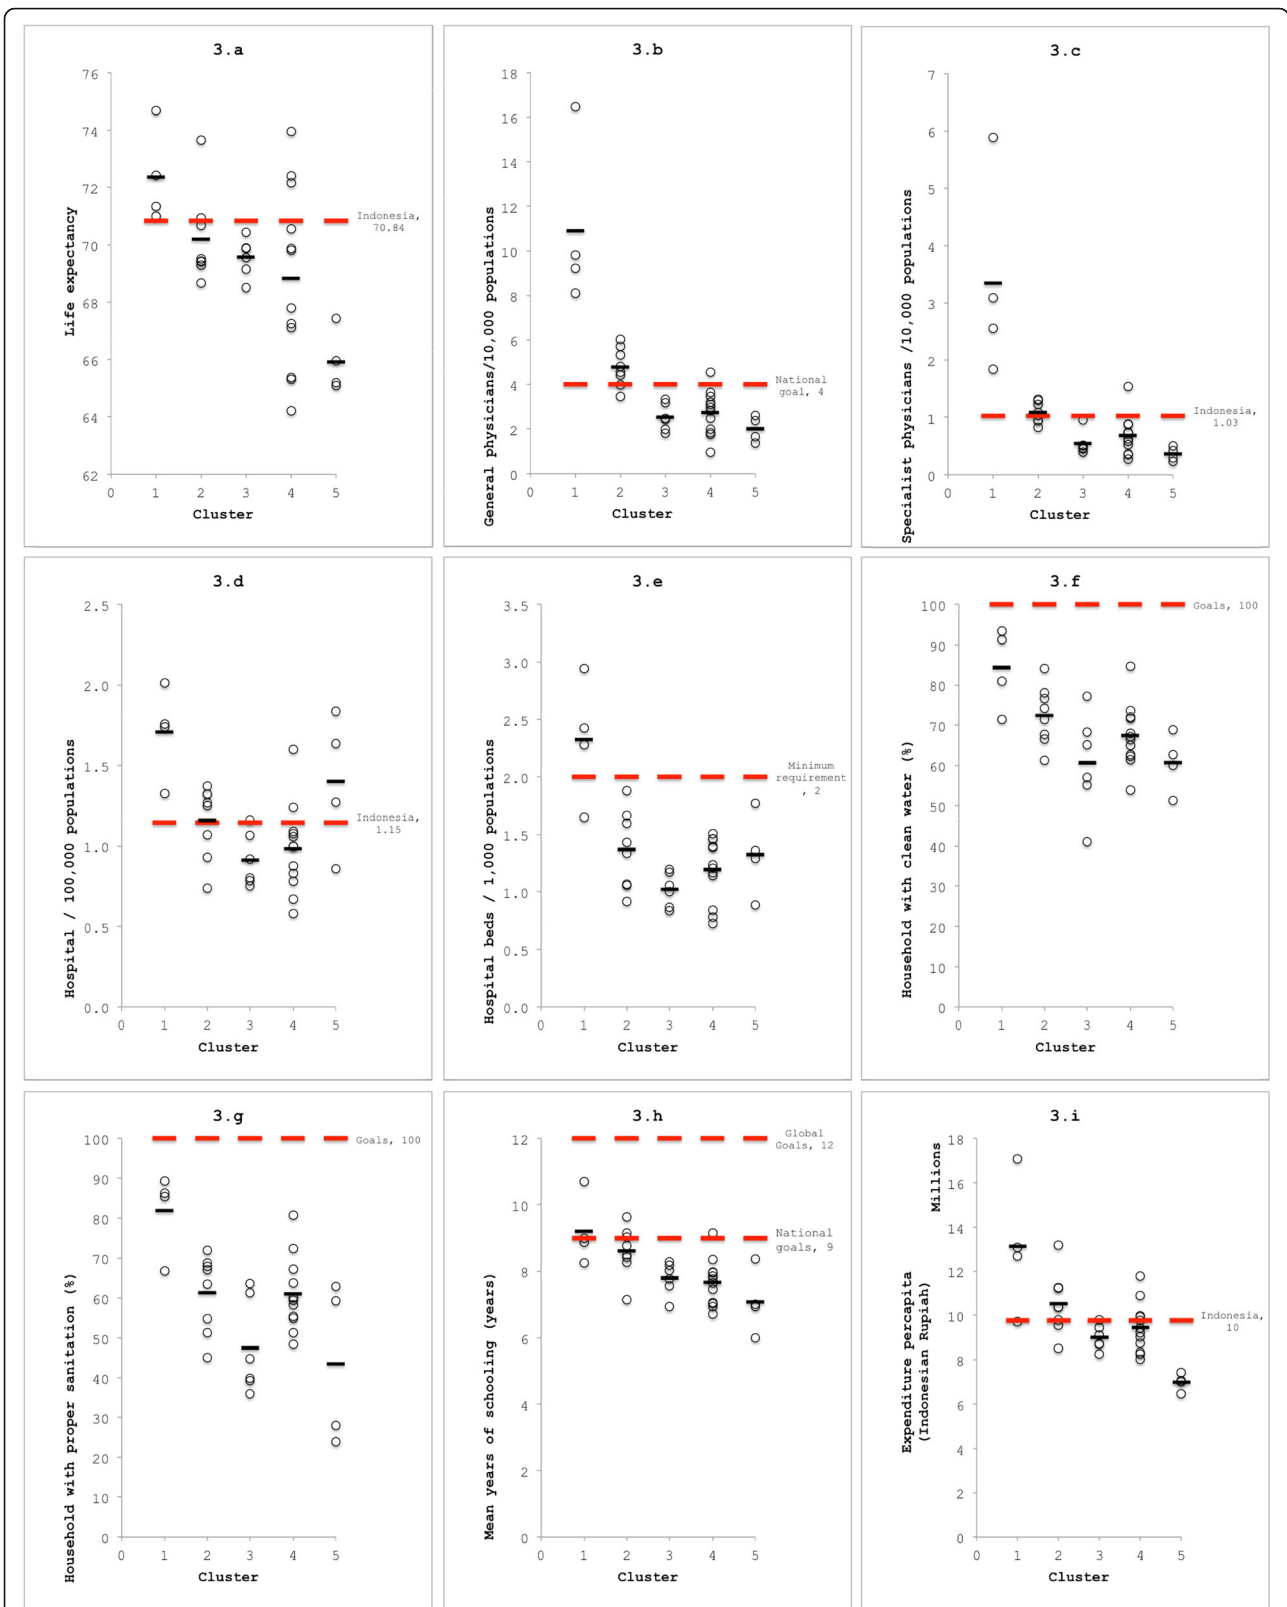 3.a
Life expectancy
76
74
72
70
68
66
64
62
0 1 2 3 4 5
Cluster
Indonesia,
70.84
3.b
General physicians/10,000 populations
18
16
14
12
10
8
6
4
2
0
0 1 2 3 4 5
Cluster
National
goal, 4
3.c
Specialist physicians /10,000 populations
7
6
5
4
3
2
1
0
0 1 2 3 4 5
Cluster
Indonesia,
1.03
3.d
Hospital / 100,000 populations
2.5
2.0
1.5
1.0
0.5
0.0
0 1 2 3 4 5
Cluster
Indonesia,
1.15
3.e
Hospital beds / 1,000 populations
3.5
3.0
2.5
2.0
1.5
1.0
0.5
0.0
0 1 2 3 4 5
Cluster
Minimum
requirement
, 2
3.f
Household with clean water (%)
100
90
80
70
60
50
40
30
20
10
0
0 1 2 3 4 5
Cluster
Goals, 100
3.g
Household with proper sanitation (%)
100
90
80
70
60
50
40
30
20
10
0
0 1 2 3 4 5
Cluster
Goals, 100
3.h
Mean years of schooling (years)
12
10
8
6
4
2
0
0 1 2 3 4 5
Cluster
Global
Goals, 12
National
goals, 9
3.i
Expenditure percapita
(Indonesian Rupiah)
Millions
18
16
14
12
10
8
6
4
2
0
0 1 2 3 4 5
Cluster
Indonesia,
10